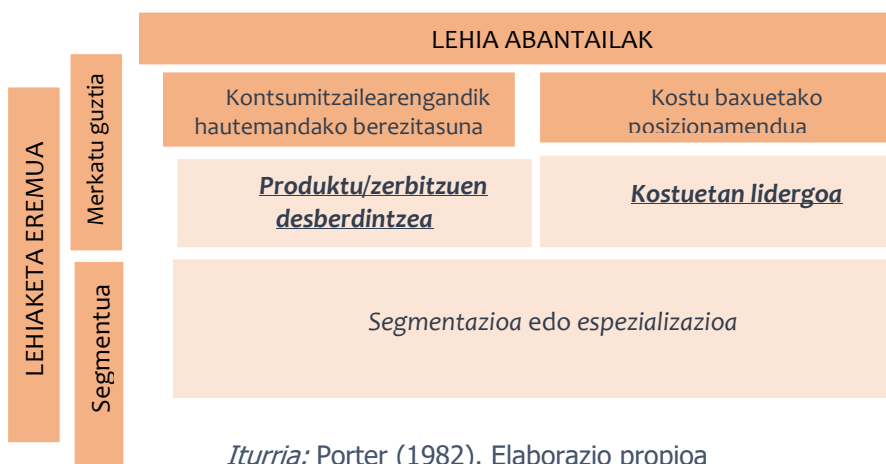 LEHIA ABANTAILAK
Kontsumitzailearengandik
hautemandako berezitasuna
Kostu baxuetako
posizionamendua
LEHIAKETA EREMUA
Merkatu guztia
Produktu/zerbitzuen
desberdintzea
Kostuetan lidergoa
Segmentua
Segmentazioa edo espezializazioa
Iturria: Porter (1982). Elaborazio propioa